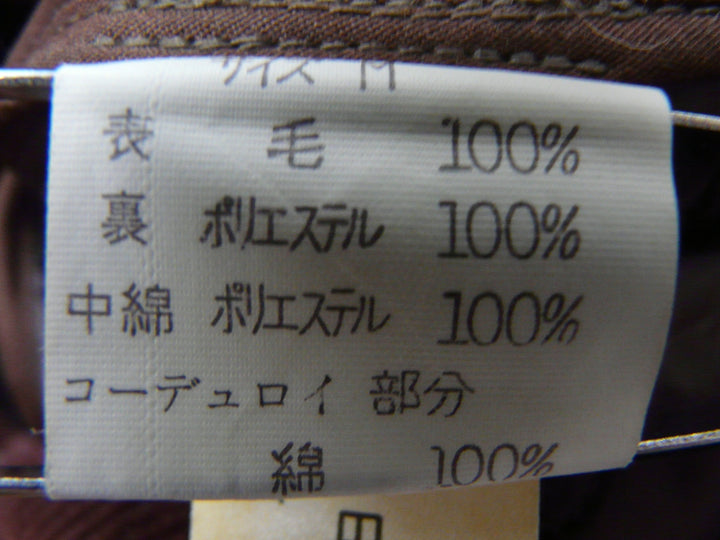 サイズ M
表 毛 100%
裏 ポリエステル 100%
中綿 ポリエステル 100%
コーデュロイ 部分
綿 100%